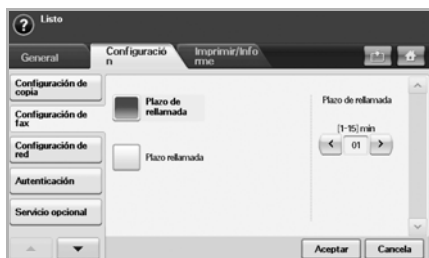 Listo
General
Configuració
n
Imprimir/Info
rme
Configuración de
copia
Configuración de
fax
Configuración de
red
Autenticación
Servicio opcional
Plazo de
rellamada
Plazo rellamada
Plazo de rellamada
[1-15] min
01
Aceptar
Cancela